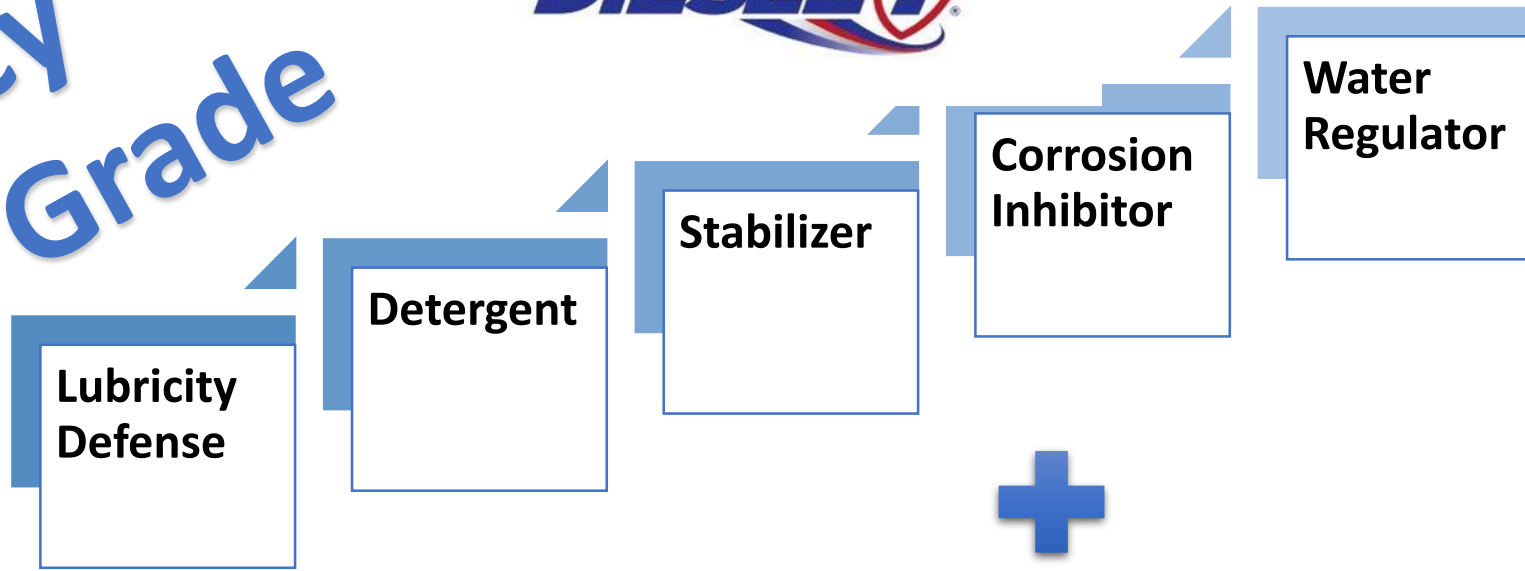 Grade
Lubricity
Defense
Detergent
Stabilizer
Corrosion
Inhibitor
Water
Regulator